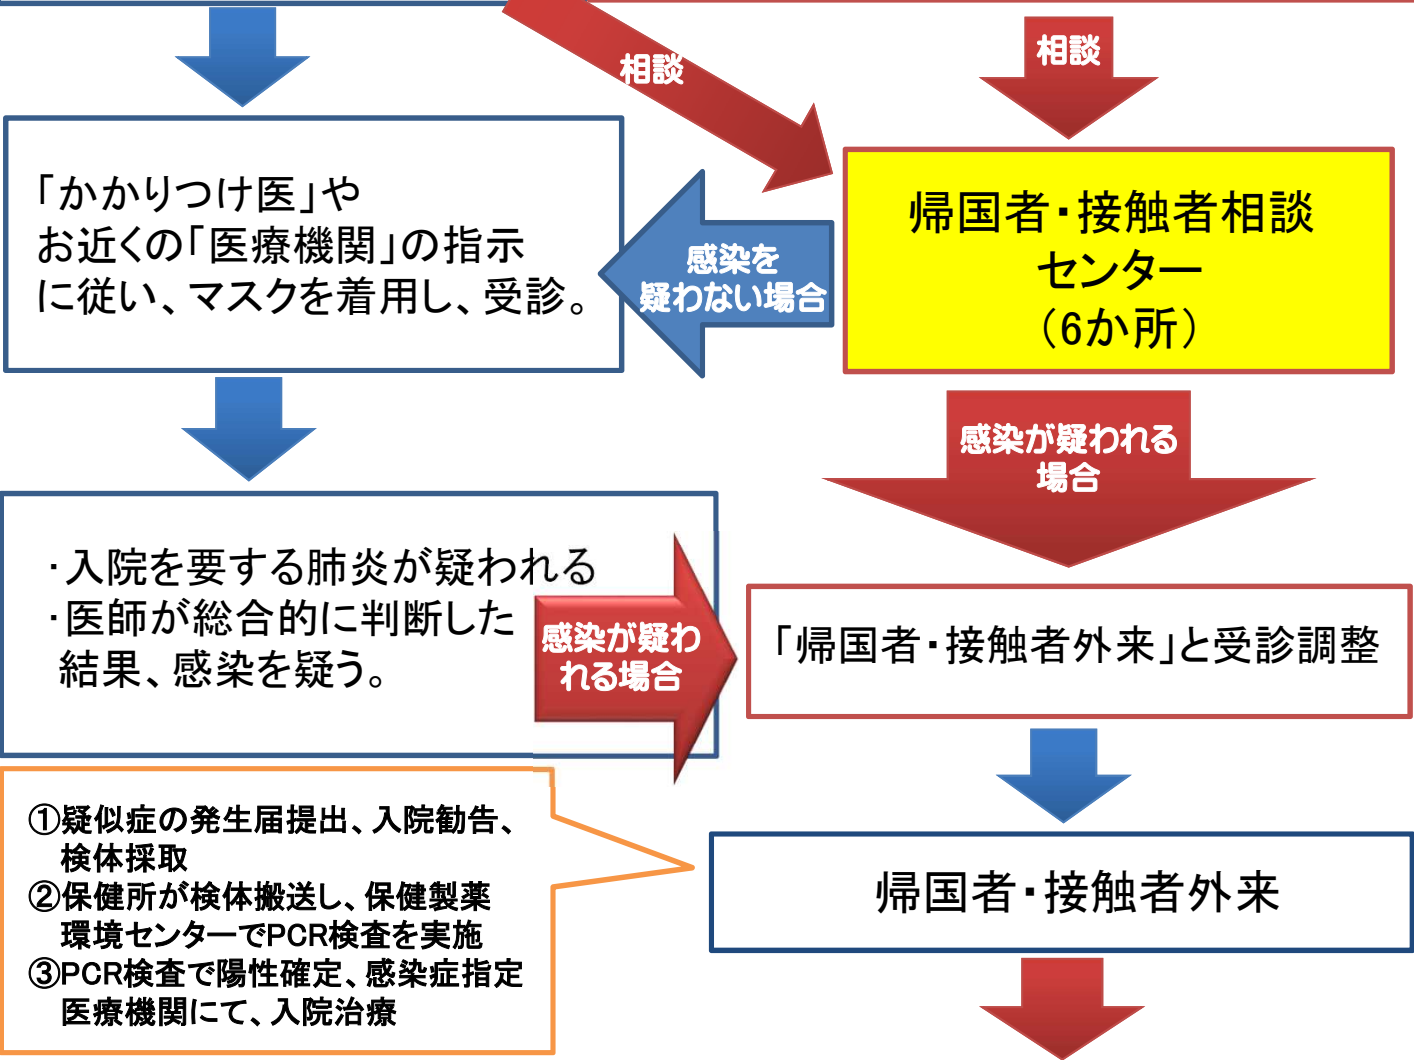 相談
相談
「かかりつけ医」や
お近くの「医療機関」の指示
に従い、マスクを着用し、受診。
感染を
疑わない場合
帰国者・接触者相談
センター
（6か所）
感染が疑われる
場合
・入院を要する肺炎が疑われる
・医師が総合的に判断した
結果、感染を疑う。
感染が疑わ
れる場合
「帰国者・接触者外来」と受診調整
①疑似症の発生届提出、入院勧告、
検体採取
②保健所が検体搬送し、保健製薬
環境センターでPCR検査を実施
③PCR検査で陽性確定、感染症指定
医療機関にて、入院治療
帰国者・接触者外来